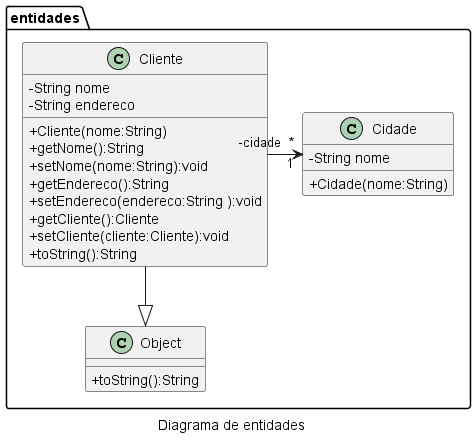 entidades
C Cliente
-String nome
-String endereco
+Cliente(nome:String)
+getNome():String
+setNome(nome:String):void
+getEndereco():String
+setEndereco(endereco:String ):void
+getCliente():Cliente
+setCliente(cliente:Cliente):void
+toString():String
-cidade *
1
C Cidade
-String nome
+Cidade(nome:String)
C Object
+toString():String
Diagrama de entidades